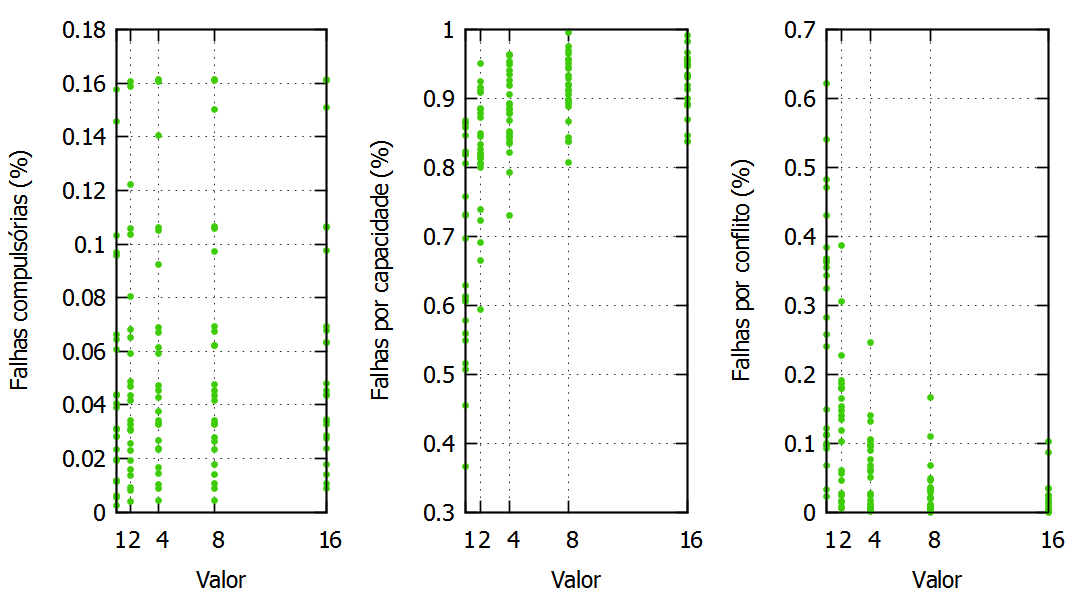 Falhas compulsórias (%)
0.18
0.16
0.14
0.12
0.1
0.08
0.06
0.04
0.02
0
1 2 4 8 16
Valor
Falhas por capacidade (%)
1
0.9
0.8
0.7
0.6
0.5
0.4
0.3
1 2 4 8 16
Valor
Falhas por conflito (%)
0.7
0.6
0.5
0.4
0.3
0.2
0.1
0
1 2 4 8 16
Valor